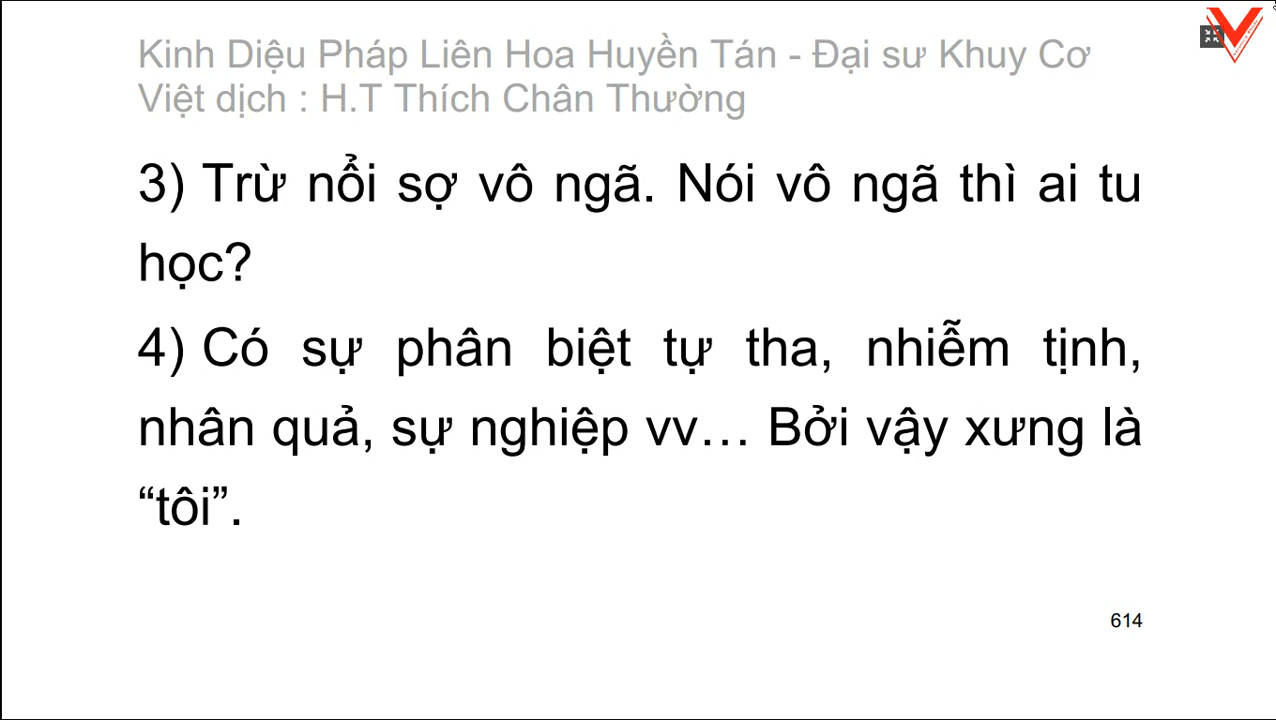 Kinh Diệu Pháp Liên Hoa Huyền Tán - Đại sư Khuy Cơ
Việt dịch : H.T Thích Chân Thường
3) Trừ nổi sợ vô ngã. Nói vô ngã thì ai tu
học?
4) Có sự phân biệt tự tha, nhiễm tịnh,
nhân quả, sự nghiệp vv… Bởi vậy xưng là
“tôi”.
614